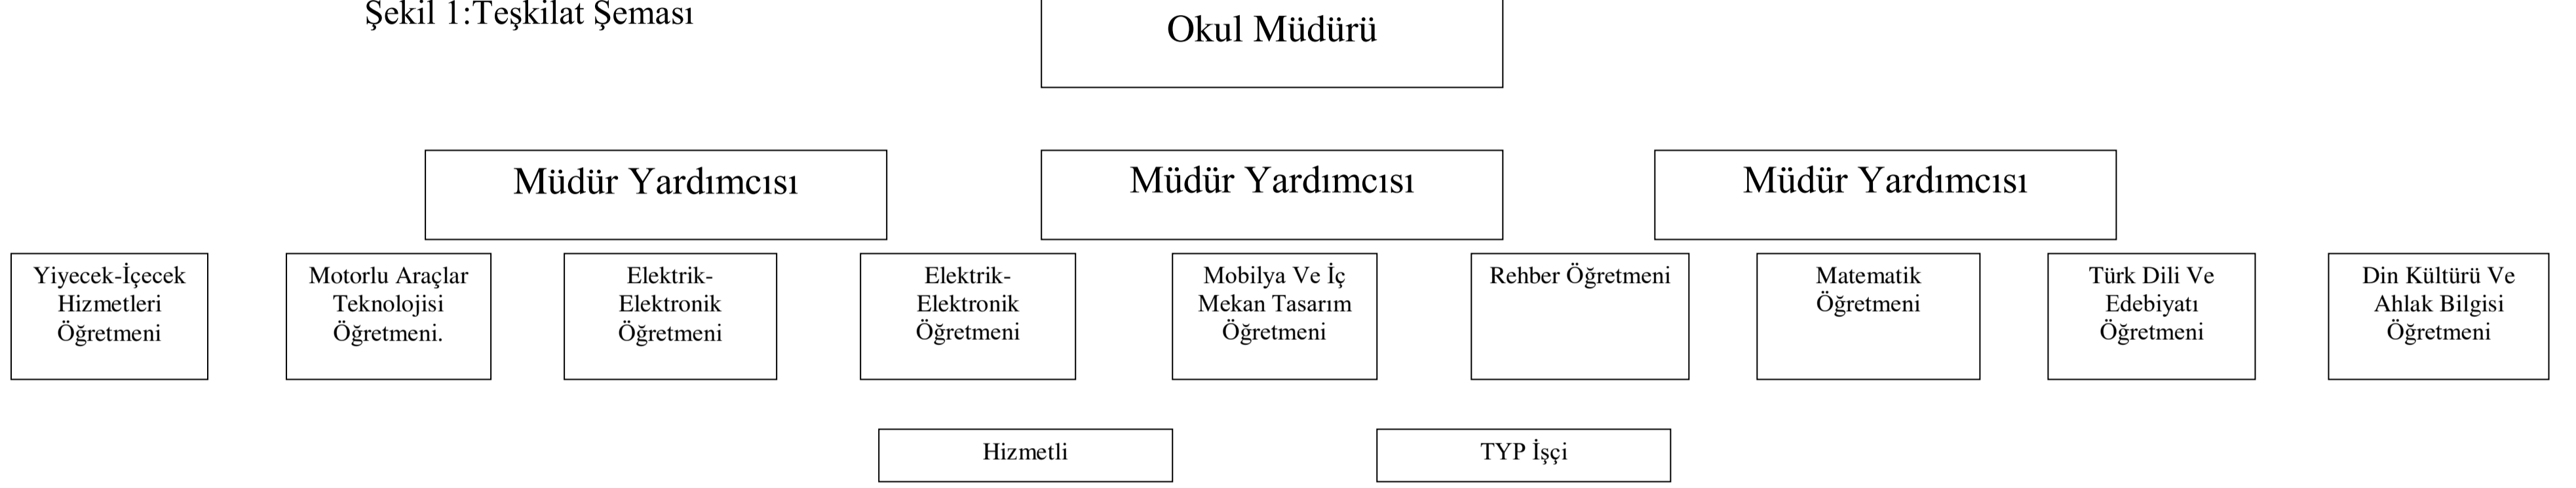 Şekil 1:Teşkilat Şeması
Okul Müdürü
Müdür Yardımcısı
Müdür Yardımcısı
Müdür Yardımcısı
Yiyecek-İçecek
Hizmetleri
Öğretmeni
Motorlu Araçlar
Teknolojisi
Öğretmeni.
Elektrik-
Elektronik
Öğretmeni
Elektrik-
Elektronik
Öğretmeni
Mobilya Ve İç
Mekan Tasarım
Öğretmeni
Rehber Öğretmeni
Matematik
Öğretmeni
Türk Dili Ve
Edebiyatı
Öğretmeni
Din Kültürü Ve
Ahlak Bilgisi
Öğretmeni
Hizmetli
TYP İşçi